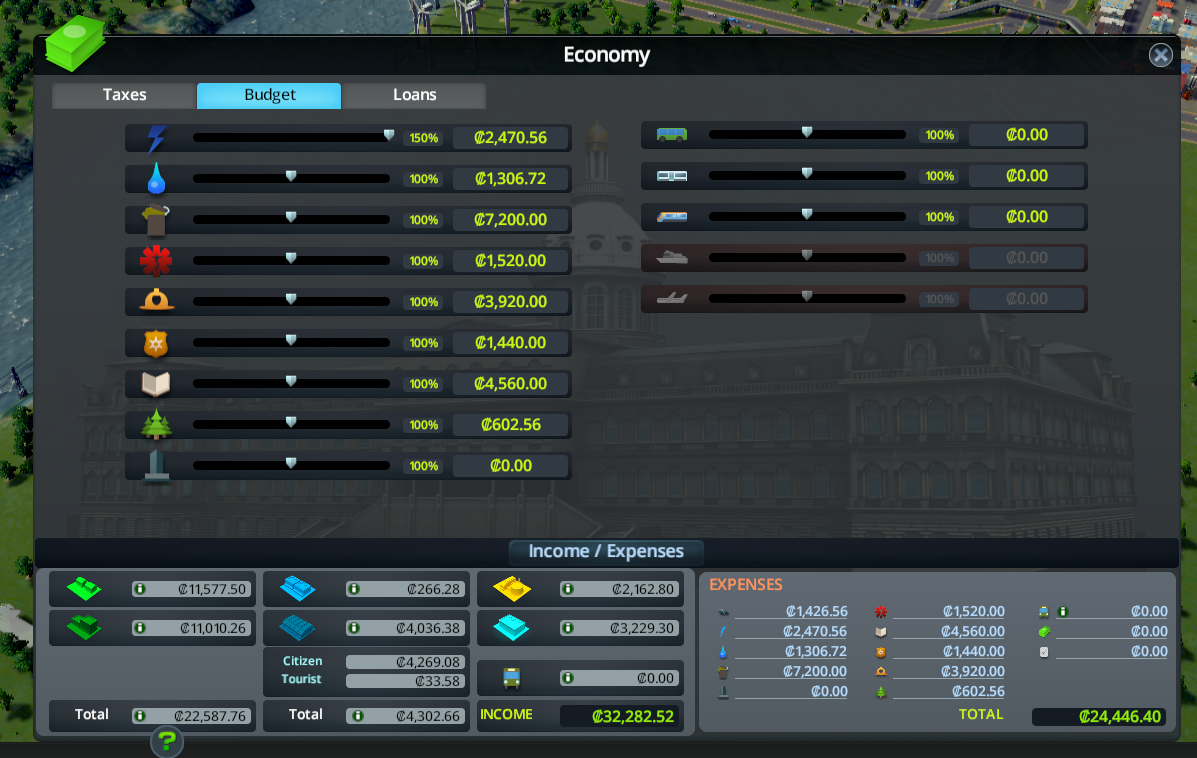 Economy
Taxes Budget Loans
150% ₡2,470.56 100% ₡0.00
100% ₡1,306.72 100% ₡0.00
100% ₡7,200.00 100% ₡0.00
100% ₡1,520.00 100% ₡0.00
100% ₡3,920.00 100% ₡0.00
100% ₡1,440.00
100% ₡4,560.00
100% ₡602.56
100% ₡0.00
Income / Expenses
₡11,577.50 ₡266.28 ₡2,162.80
₡11,010.26 ₡4,036.38 ₡3,229.30
Citizen ₡4,269.08
Tourist ₡33.58
₡0.00
Total ₡22,587.76 Total ₡4,302.66 INCOME ₡32,282.52
EXPENSES
₡1,426.56 ₡1,520.00 ₡0.00
₡2,470.56 ₡4,560.00 ₡0.00
₡1,306.72 ₡1,440.00 ₡0.00
₡7,200.00 ₡3,920.00
₡0.00 ₡602.56
TOTAL ₡24,446.40
?